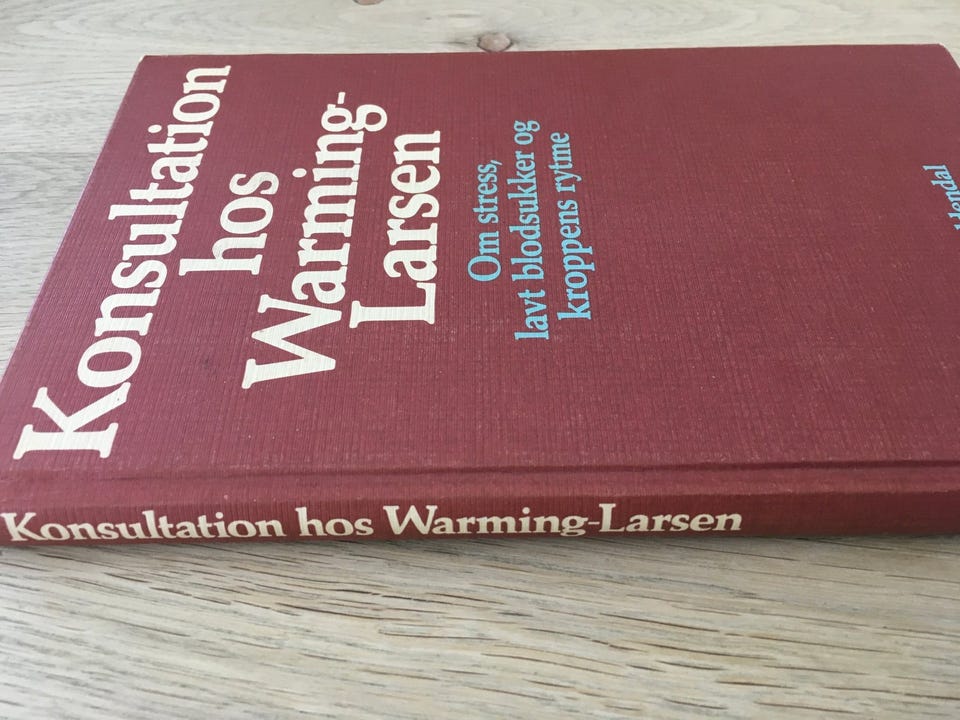 Konsultation
hos
Warming-
Larsen
Om stress,
lavt blodsukker og
kroppens rytme
Konsultation hos Warming-Larsen